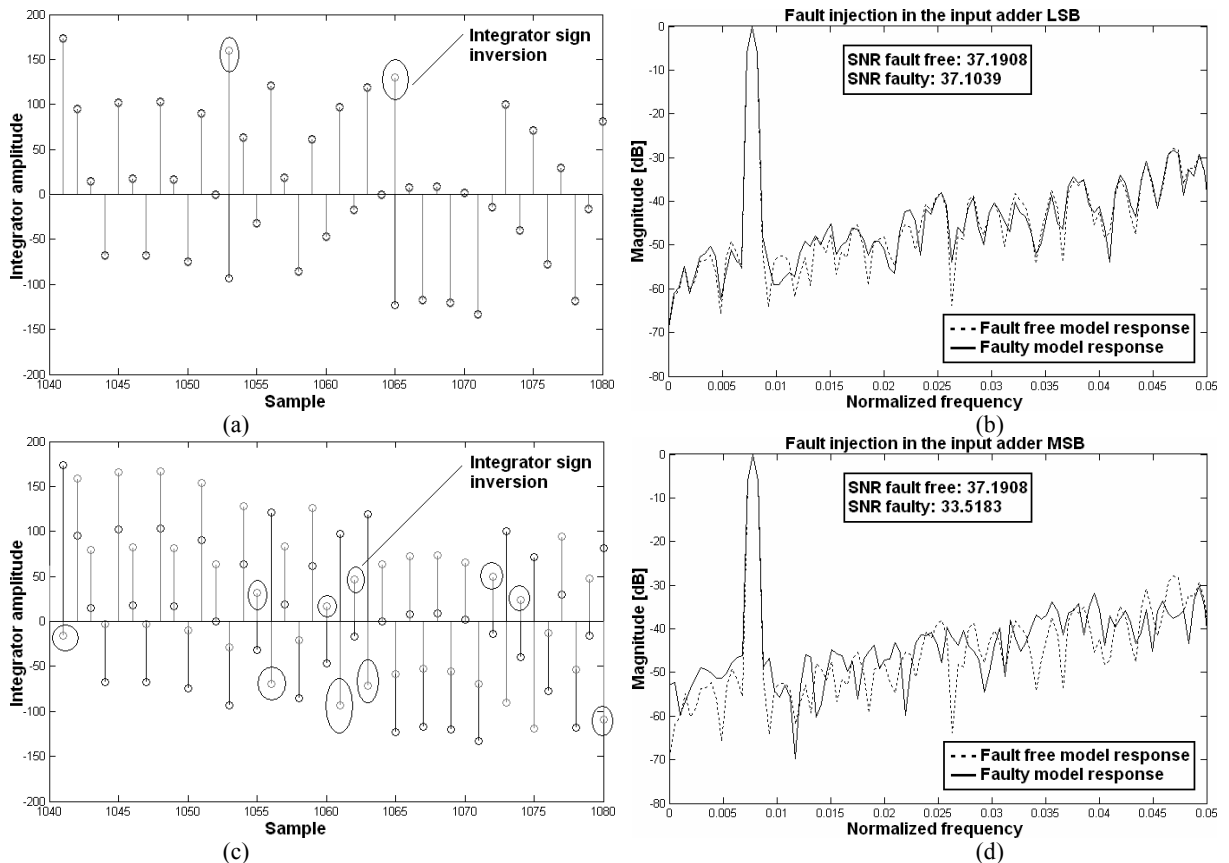 200
150
100
50
0
-50
-100
-150
-200
Integrator amplitude
Integrator sign
inversion
1040 1045 1050 1055 1060 1065 1070 1075 1080
Sample
(a)
Fault injection in the input adder LSB
0
-10
-20
-30
-40
-50
-60
-70
-80
Magnitude [dB]
SNR fault free: 37.1908
SNR faulty: 37.1039
Fault free model response
Faulty model response
0 0.005 0.01 0.015 0.02 0.025 0.03 0.035 0.04 0.045 0.05
Normalized frequency
(b)
200
150
100
50
0
-50
-100
-150
-200
Integrator amplitude
Integrator sign
inversion
1040 1045 1050 1055 1060 1065 1070 1075 1080
Sample
(c)
Fault injection in the input adder MSB
0
-10
-20
-30
-40
-50
-60
-70
-80
Magnitude [dB]
SNR fault free: 37.1908
SNR faulty: 33.5183
Fault free model response
Faulty model response
0 0.005 0.01 0.015 0.02 0.025 0.03 0.035 0.04 0.045 0.05
Normalized frequency
(d)